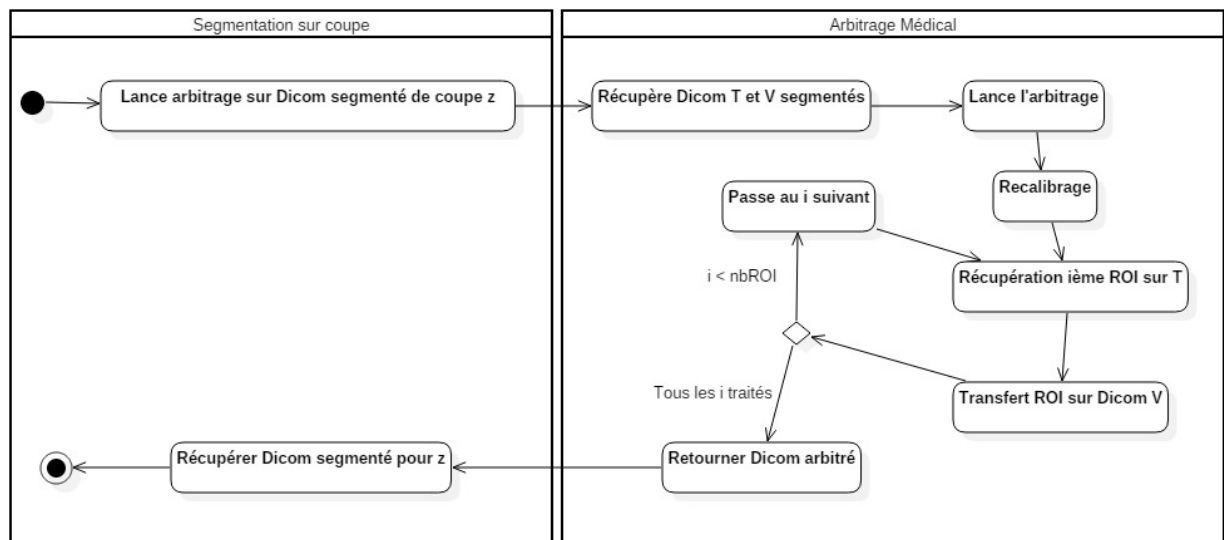 Segmentation sur coupe
Arbitrage Médical
Lance arbitrage sur Dicom segmenté de coupe z
Récupère Dicom T et V segmentés
Lance l'arbitrage
Recalibrage
Passe au i suivant
Récupération ième ROI sur T
i < nbROI
Transfert ROI sur Dicom V
Tous les i traités
Récupérer Dicom segmenté pour z
Retourner Dicom arbitré